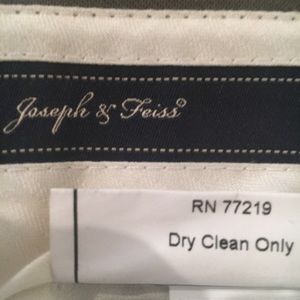 Joseph & Feiss®
RN 77219
Dry Clean Only